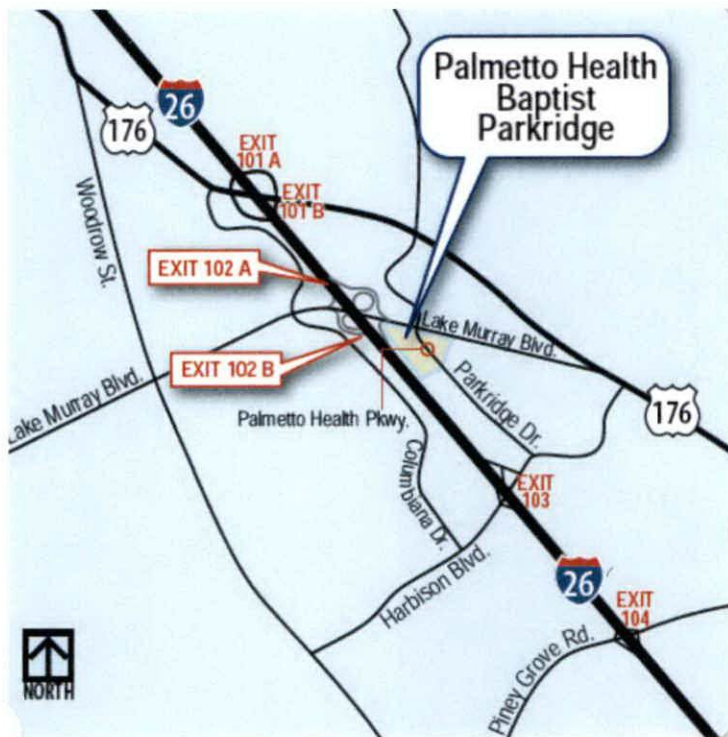 Palmetto Health
Baptist
Parkridge
26
176
EXIT
101 A
EXIT
101 B
Woodrow St.
EXIT 102 A
Lake Murray Blvd.
EXIT 102 B
Lake Murray Blvd.
Parkridge Dr.
Palmetto Health Pkwy.
176
Columbiana Dr.
EXIT
103
Harbison Blvd.
26
EXIT
104
Piney Grove Rd.
NORTH